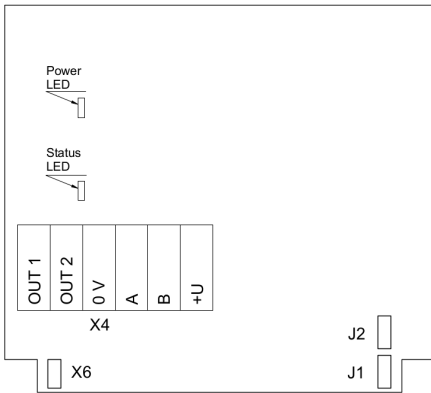 Power
LED
Status
LED
OUT 1
OUT 2
0 V
A
B
+U
X4
J2
X6
J1